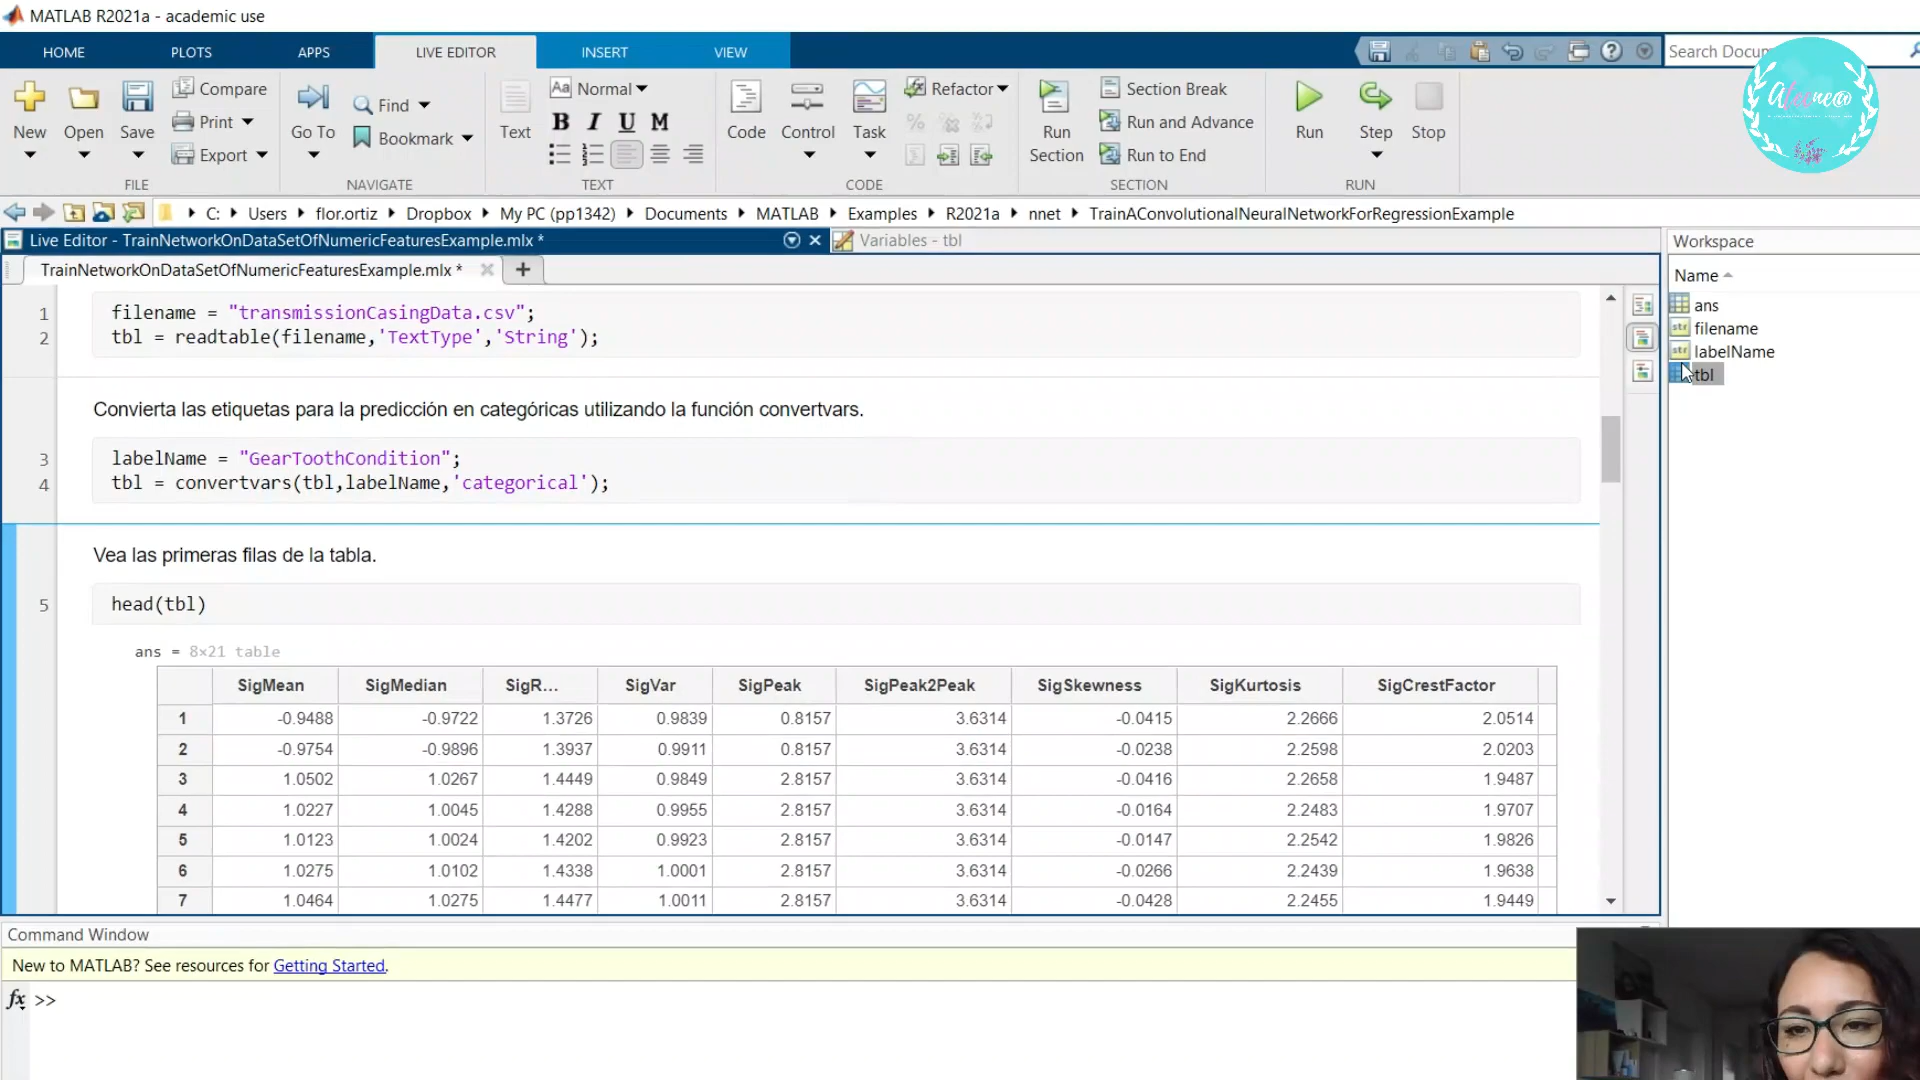 MATLAB R2021a - academic use
HOME PLOTS APPS LIVE EDITOR INSERT VIEW
Search Docum
New Open Save Compare Print Export
FILE
Go To Find Bookmark
NAVIGATE
Text Aa Normal
B I U M
TEXT
Code Control Task Refactor
CODE
Run Section Section Break Run and Advance Run to End
SECTION
Run Step Stop
RUN
C: Users flor.ortiz Dropbox My PC (pp1342) Documents MATLAB Examples R2021a nnet TrainAConvolutionalNeuralNetworkForRegressionExample
Live Editor - TrainNetworkOnDataSetOfNumericFeaturesExample.mlx *
Variables - tbl
TrainNetworkOnDataSetOfNumericFeaturesExample.mlx *
1 filename = "transmissionCasingData.csv";
2 tbl = readtable(filename,'TextType','String');
Convierta las etiquetas para la predicción en categóricas utilizando la función convertvars.
3 labelName = "GearToothCondition";
4 tbl = convertvars(tbl,labelName,'categorical');
Vea las primeras filas de la tabla.
5 head(tbl)
ans = 8×21 table
SigMean SigMedian SigR... SigVar SigPeak SigPeak2Peak SigSkewness SigKurtosis SigCrestFactor
1 -0.9488 -0.9722 1.3726 0.9839 0.8157 3.6314 -0.0415 2.2666 2.0514
2 -0.9754 -0.9896 1.3937 0.9911 0.8157 3.6314 -0.0238 2.2598 2.0203
3 1.0502 1.0267 1.4449 0.9849 2.8157 3.6314 -0.0416 2.2658 1.9487
4 1.0227 1.0045 1.4288 0.9955 2.8157 3.6314 -0.0164 2.2483 1.9707
5 1.0123 1.0024 1.4202 0.9923 2.8157 3.6314 -0.0147 2.2542 1.9826
6 1.0275 1.0102 1.4338 1.0001 2.8157 3.6314 -0.0266 2.2439 1.9638
7 1.0464 1.0275 1.4477 1.0011 2.8157 3.6314 -0.0428 2.2455 1.9449
Workspace
Name
ans
str filename
str labelName
tbl
Command Window
New to MATLAB? See resources for Getting Started.
fx >>